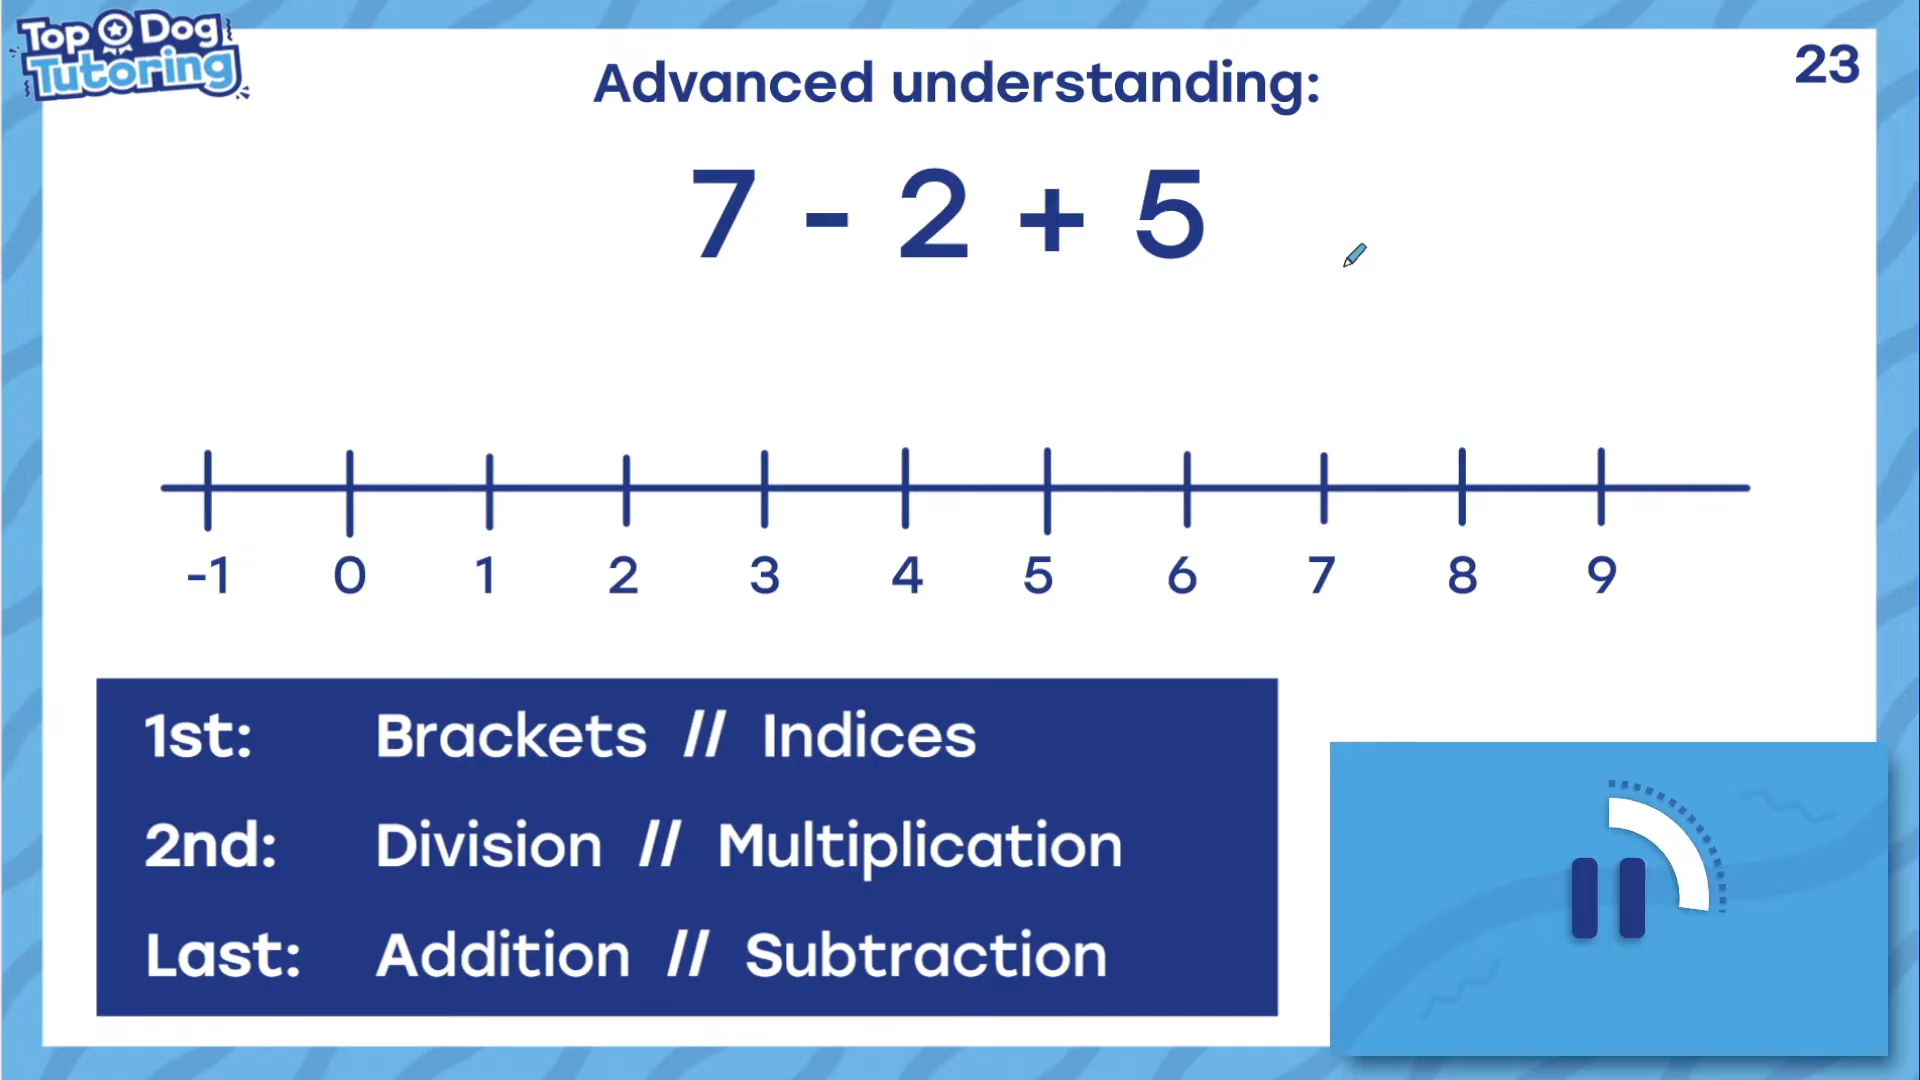 Top Dog
Tutoring
Advanced understanding:
23
7 - 2 + 5
-1 0 1 2 3 4 5 6 7 8 9
1st: Brackets // Indices
2nd: Division // Multiplication
Last: Addition // Subtraction